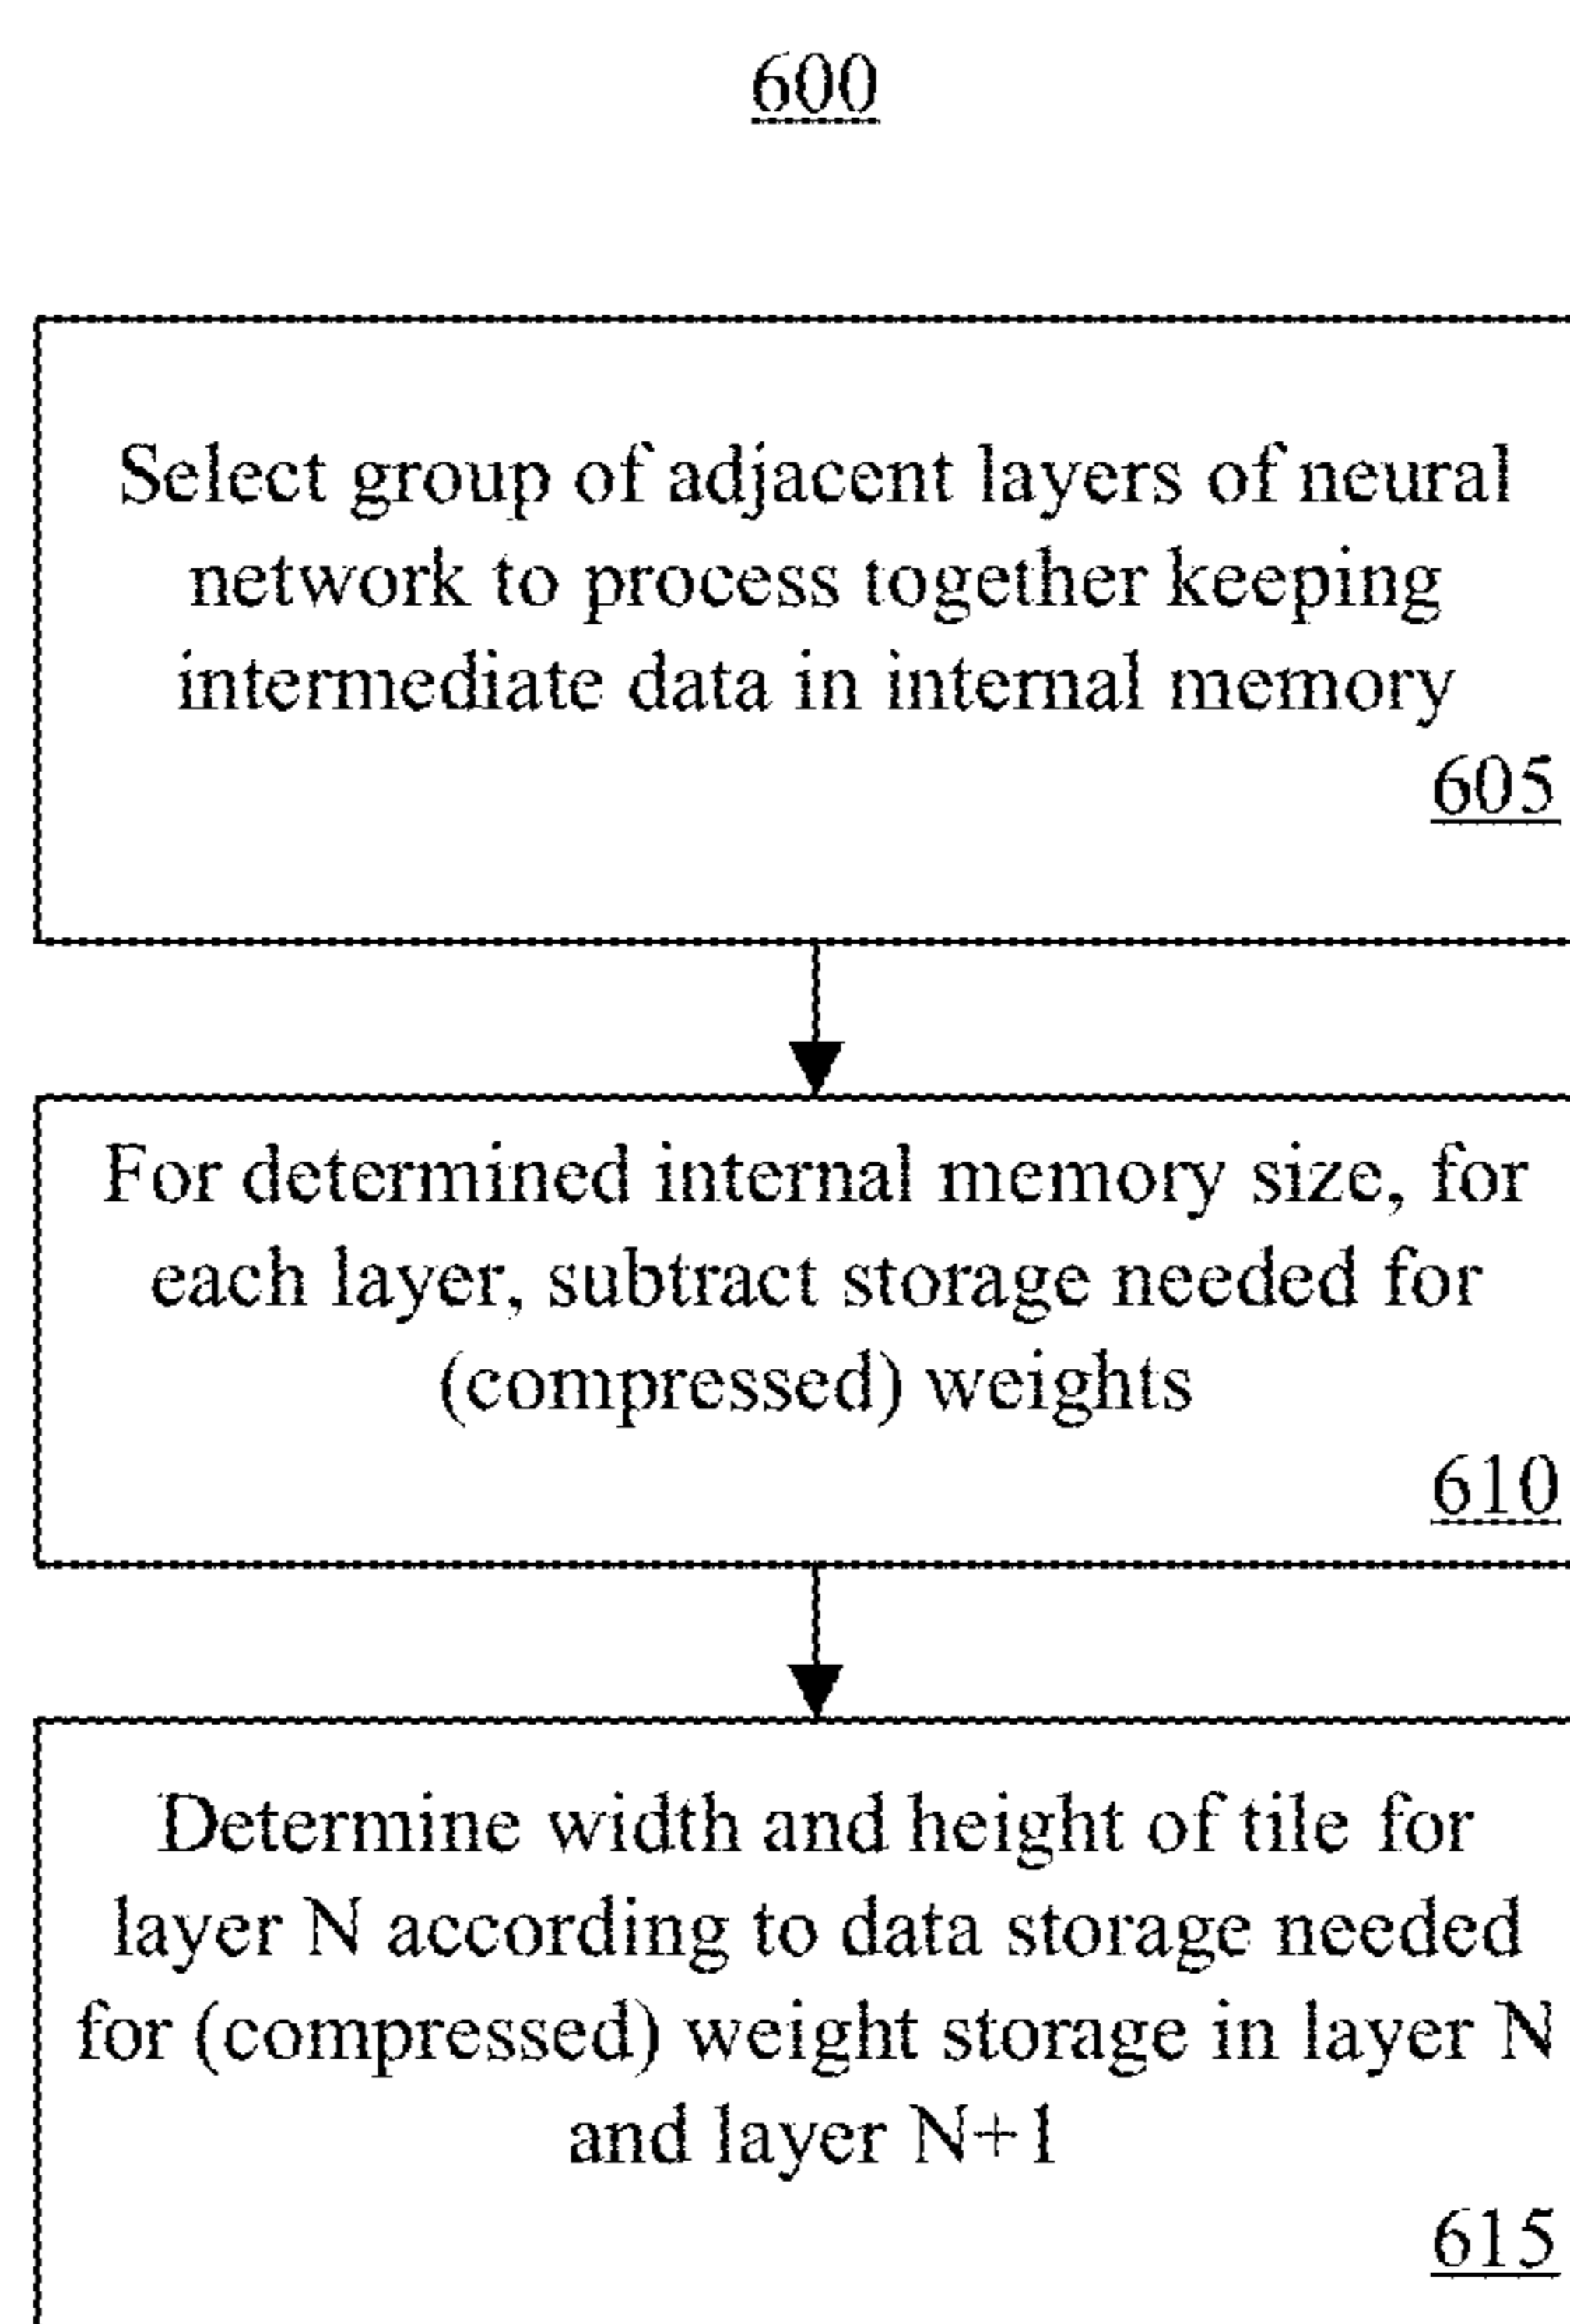 600
Select group of adjacent layers of neural
network to process together keeping
intermediate data in internal memory
605
For determined internal memory size, for
each layer, subtract storage needed for
(compressed) weights
610
Determine width and height of tile for
layer N according to data storage needed
for (compressed) weight storage in layer N
and layer N+1
615